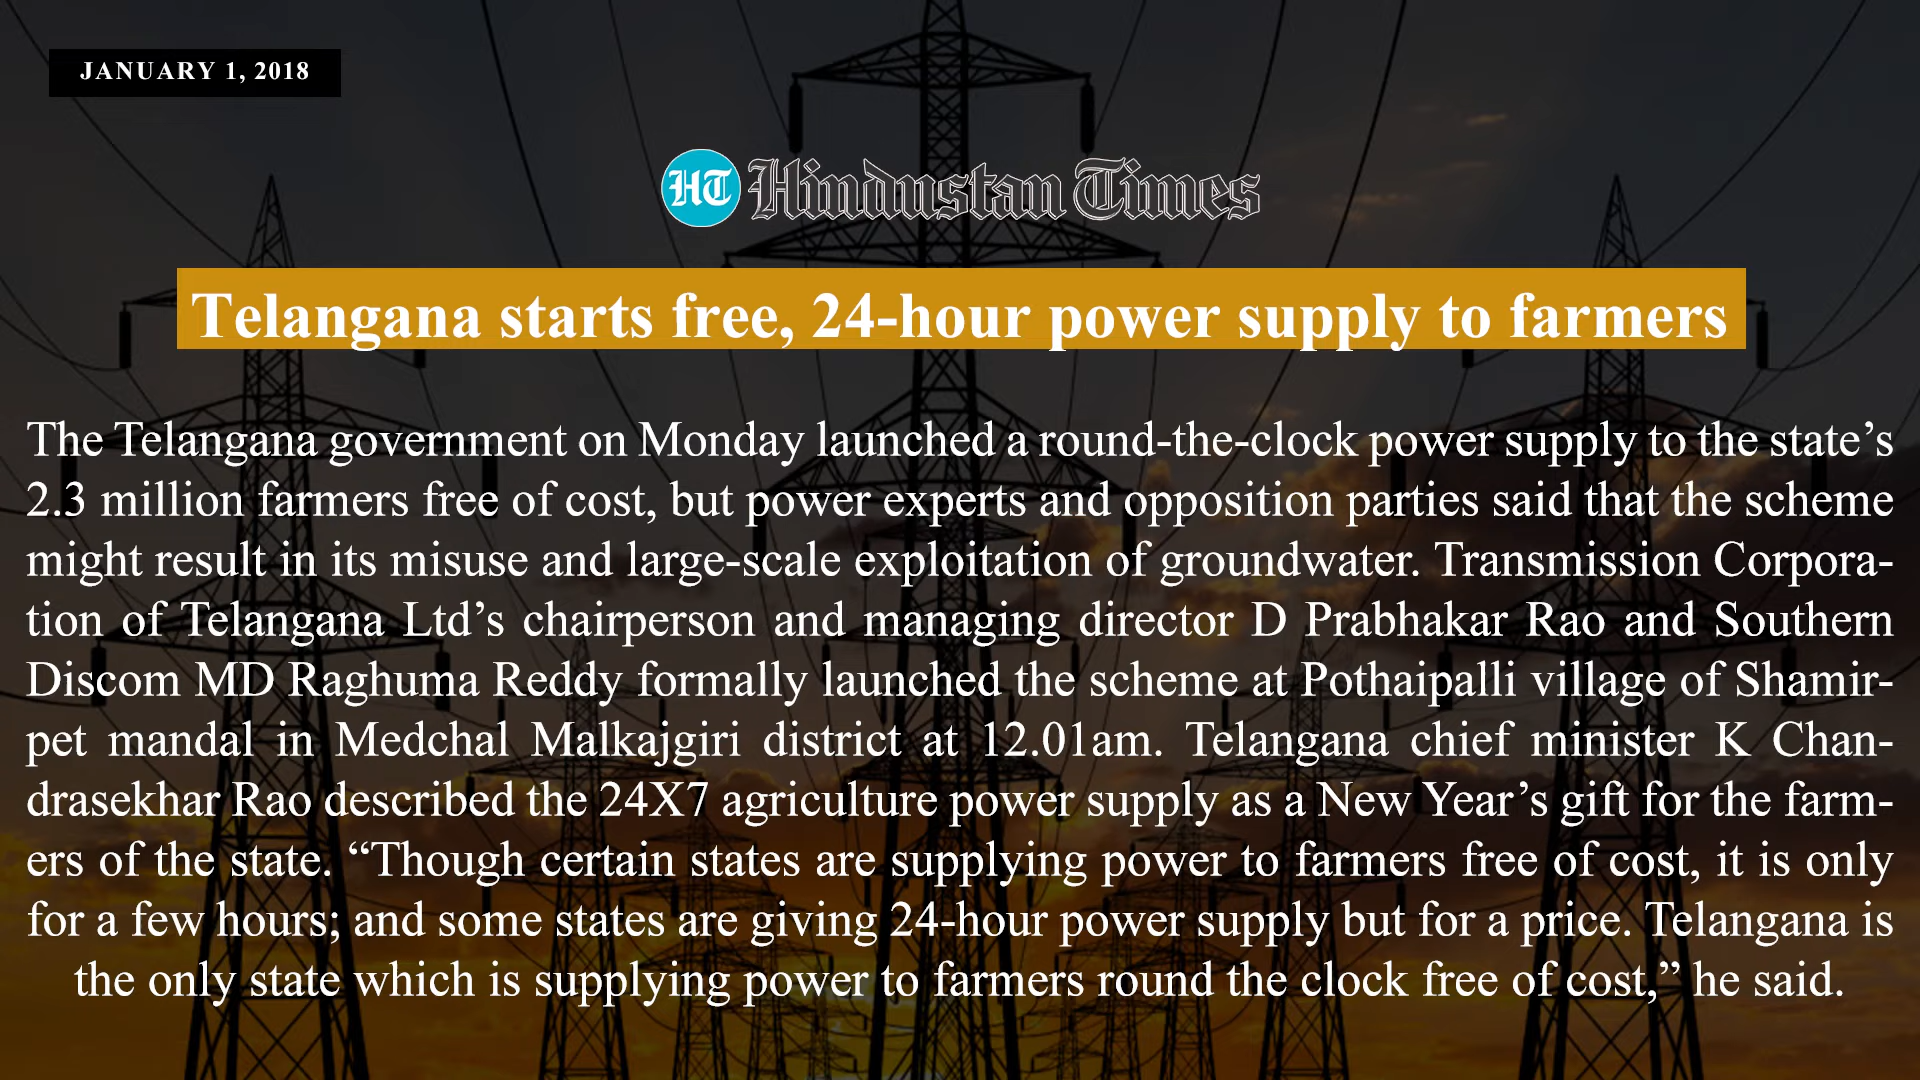 JANUARY 1, 2018
HT Hindustan Times
Telangana starts free, 24-hour power supply to farmers
The Telangana government on Monday launched a round-the-clock power supply to the state’s
2.3 million farmers free of cost, but power experts and opposition parties said that the scheme
might result in its misuse and large-scale exploitation of groundwater. Transmission Corpora-
tion of Telangana Ltd’s chairperson and managing director D Prabhakar Rao and Southern
Discom MD Raghuma Reddy formally launched the scheme at Pothaipalli village of Shamir-
pet mandal in Medchal Malkajgiri district at 12.01am. Telangana chief minister K Chan-
drasekhar Rao described the 24X7 agriculture power supply as a New Year’s gift for the farm-
ers of the state. “Though certain states are supplying power to farmers free of cost, it is only
for a few hours; and some states are giving 24-hour power supply but for a price. Telangana is
the only state which is supplying power to farmers round the clock free of cost,” he said.